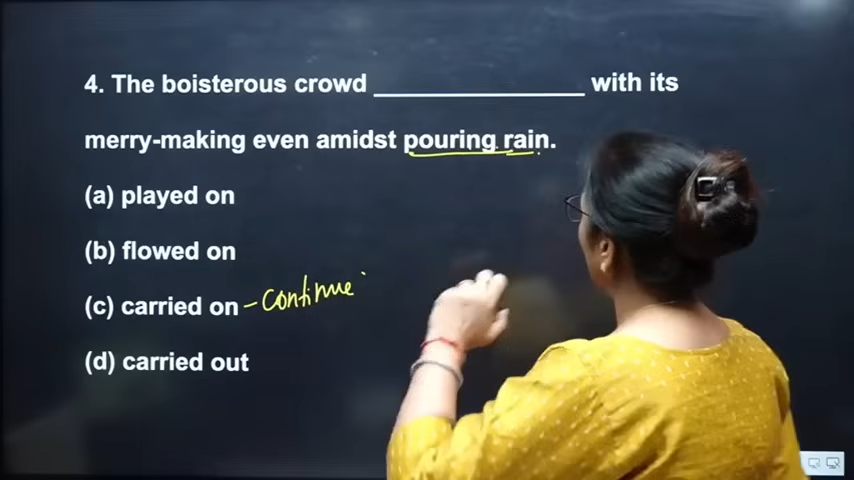 4. The boisterous crowd ____________ with its
merry-making even amidst pouring rain.
(a) played on
(b) flowed on
(c) carried on - continue
(d) carried out